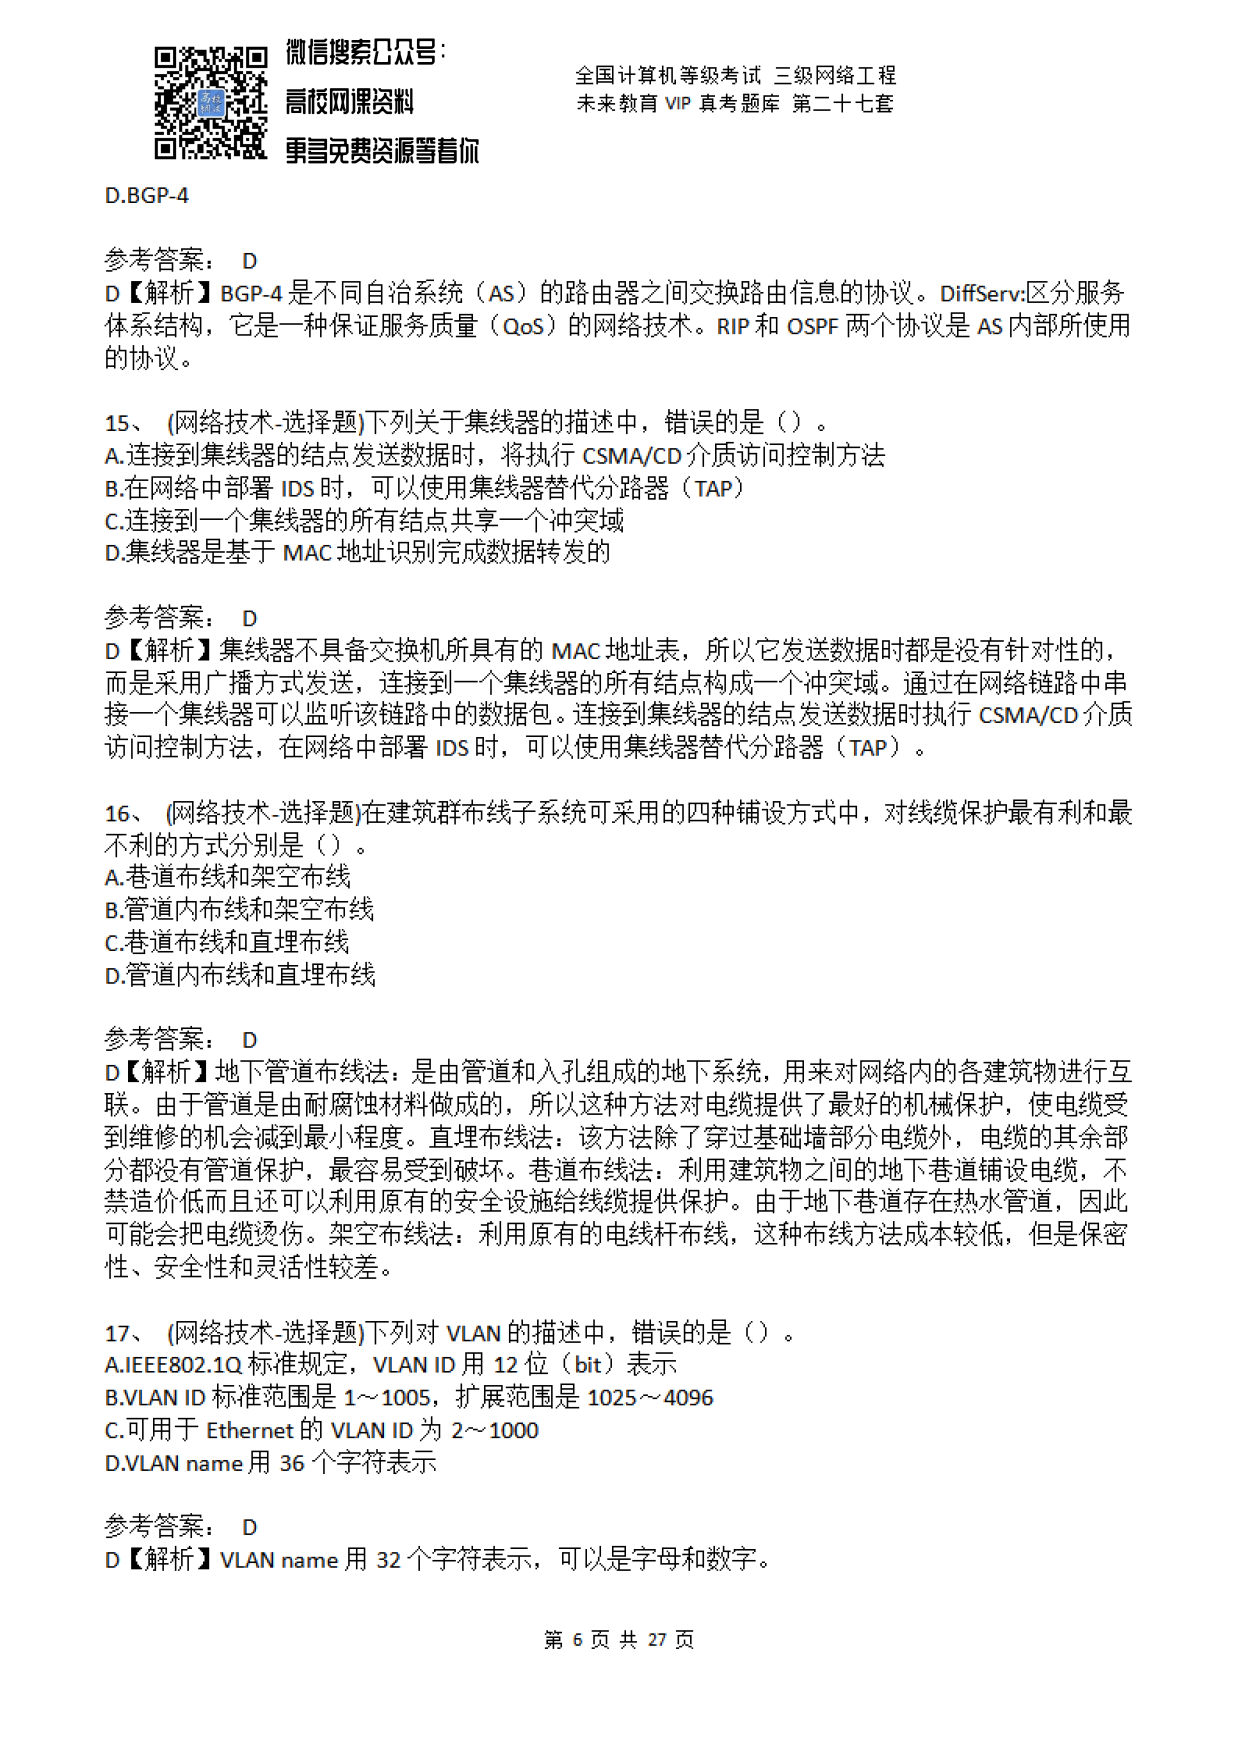 微信搜索公众号：
高校网课资料
更多免费资源等着你
全国计算机等级考试 三级网络工程
未来教育 VIP 真考题库 第二十七套
D.BGP-4
参考答案： D
D【解析】BGP-4 是不同自治系统（AS）的路由器之间交换路由信息的协议。DiffServ:区分服务
体系结构，它是一种保证服务质量（QoS）的网络技术。RIP 和 OSPF 两个协议是 AS 内部所使用
的协议。
15、 (网络技术-选择题)下列关于集线器的描述中，错误的是（）。
A.连接到集线器的结点发送数据时，将执行 CSMA/CD 介质访问控制方法
B.在网络中部署 IDS 时，可以使用集线器替代分路器（TAP）
C.连接到一个集线器的所有结点共享一个冲突域
D.集线器是基于 MAC 地址识别完成数据转发的
参考答案： D
D【解析】集线器不具备交换机所具有的 MAC 地址表，所以它发送数据时都是没有针对性的，
而是采用广播方式发送，连接到一个集线器的所有结点构成一个冲突域。通过在网络链路中串
接一个集线器可以监听该链路中的数据包。连接到集线器的结点发送数据时执行 CSMA/CD 介质
访问控制方法，在网络中部署 IDS 时，可以使用集线器替代分路器（TAP）。
16、 (网络技术-选择题)在建筑群布线子系统可采用的四种铺设方式中，对线缆保护最有利和最
不利的方式分别是（）。
A.巷道布线和架空布线
B.管道内布线和架空布线
C.巷道布线和直埋布线
D.管道内布线和直埋布线
参考答案： D
D【解析】地下管道布线法：是由管道和入孔组成的地下系统，用来对网络内的各建筑物进行互
联。由于管道是由耐腐蚀材料做成的，所以这种方法对电缆提供了最好的机械保护，使电缆受
到维修的机会减到最小程度。直埋布线法：该方法除了穿过基础墙部分电缆外，电缆的其余部
分都没有管道保护，最容易受到破坏。巷道布线法：利用建筑物之间的地下巷道铺设电缆，不
禁造价低而且还可以利用原有的安全设施给线缆提供保护。由于地下巷道存在热水管道，因此
可能会把电缆烫伤。架空布线法：利用原有的电线杆布线，这种布线方法成本较低，但是保密
性、安全性和灵活性较差。
17、 (网络技术-选择题)下列对 VLAN 的描述中，错误的是（）。
A.IEEE802.1Q 标准规定，VLAN ID 用 12 位（bit）表示
B.VLAN ID 标准范围是 1～1005，扩展范围是 1025～4096
C.可用于 Ethernet 的 VLAN ID 为 2～1000
D.VLAN name 用 36 个字符表示
参考答案： D
D【解析】VLAN name 用 32 个字符表示，可以是字母和数字。
第 6 页 共 27 页